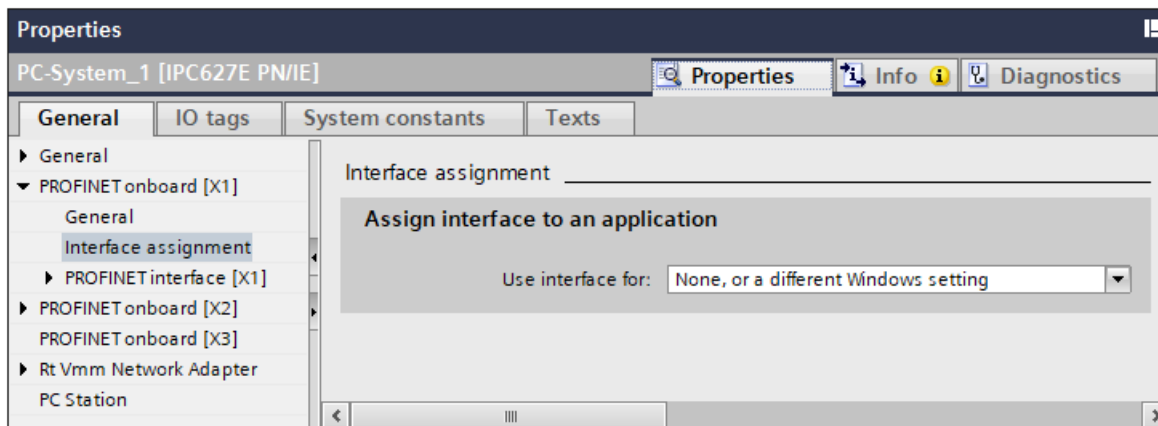 Properties
PC-System_1 [IPC627E PN/IE]
Properties
Info
Diagnostics
General
IO tags
System constants
Texts
General
PROFINET onboard [X1]
General
Interface assignment
PROFINET interface [X1]
PROFINET onboard [X2]
PROFINET onboard [X3]
Rt Vmm Network Adapter
PC Station
Interface assignment
Assign interface to an application
Use interface for: None, or a different Windows setting